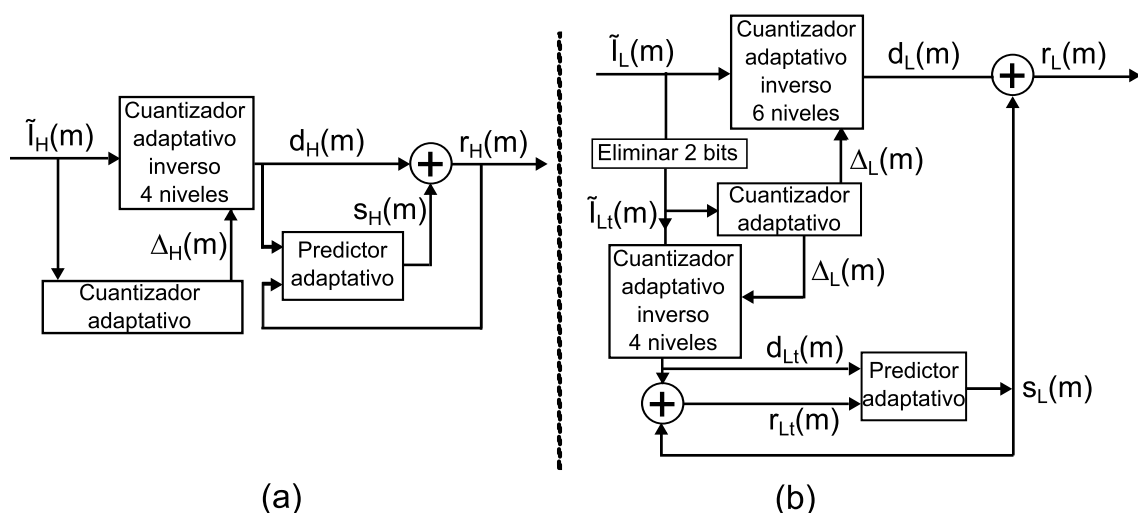 Ĩ_H(m)
Cuantizador
adaptativo
inverso
4 niveles
d_H(m)
r_H(m)
s_H(m)
Δ_H(m)
Predictor
adaptativo
Cuantizador
adaptativo
(a)
Ĩ_L(m)
Cuantizador
adaptativo
inverso
6 niveles
d_L(m)
r_L(m)
Eliminar 2 bits
Δ_L(m)
Ĩ_Lt(m)
Cuantizador
adaptativo
Δ_L(m)
Cuantizador
adaptativo
inverso
4 niveles
d_Lt(m)
Predictor
adaptativo
s_L(m)
r_Lt(m)
(b)